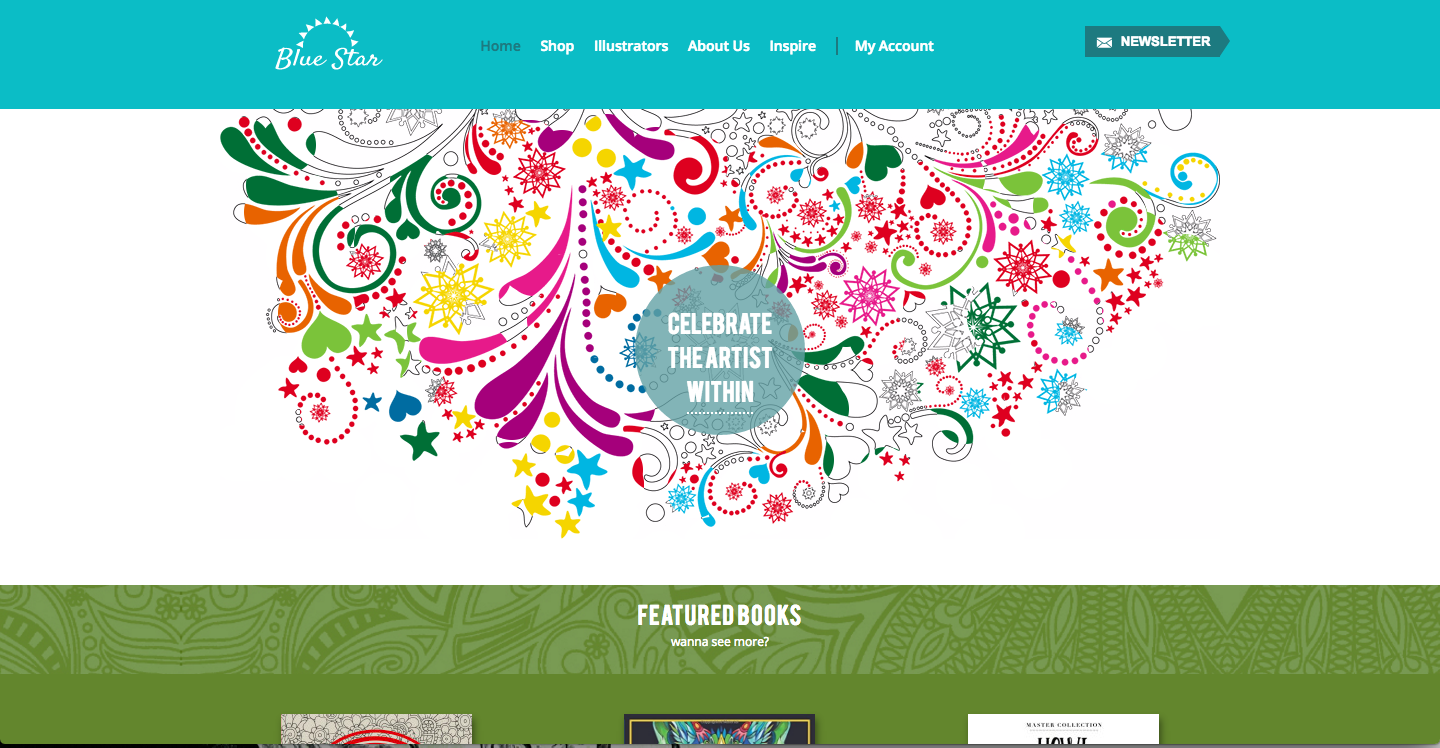 Blue Star
Home Shop Illustrators About Us Inspire My Account
NEWSLETTER
CELEBRATE
THE ARTIST
WITHIN
FEATURED BOOKS
wanna see more?
MASTER COLLECTION